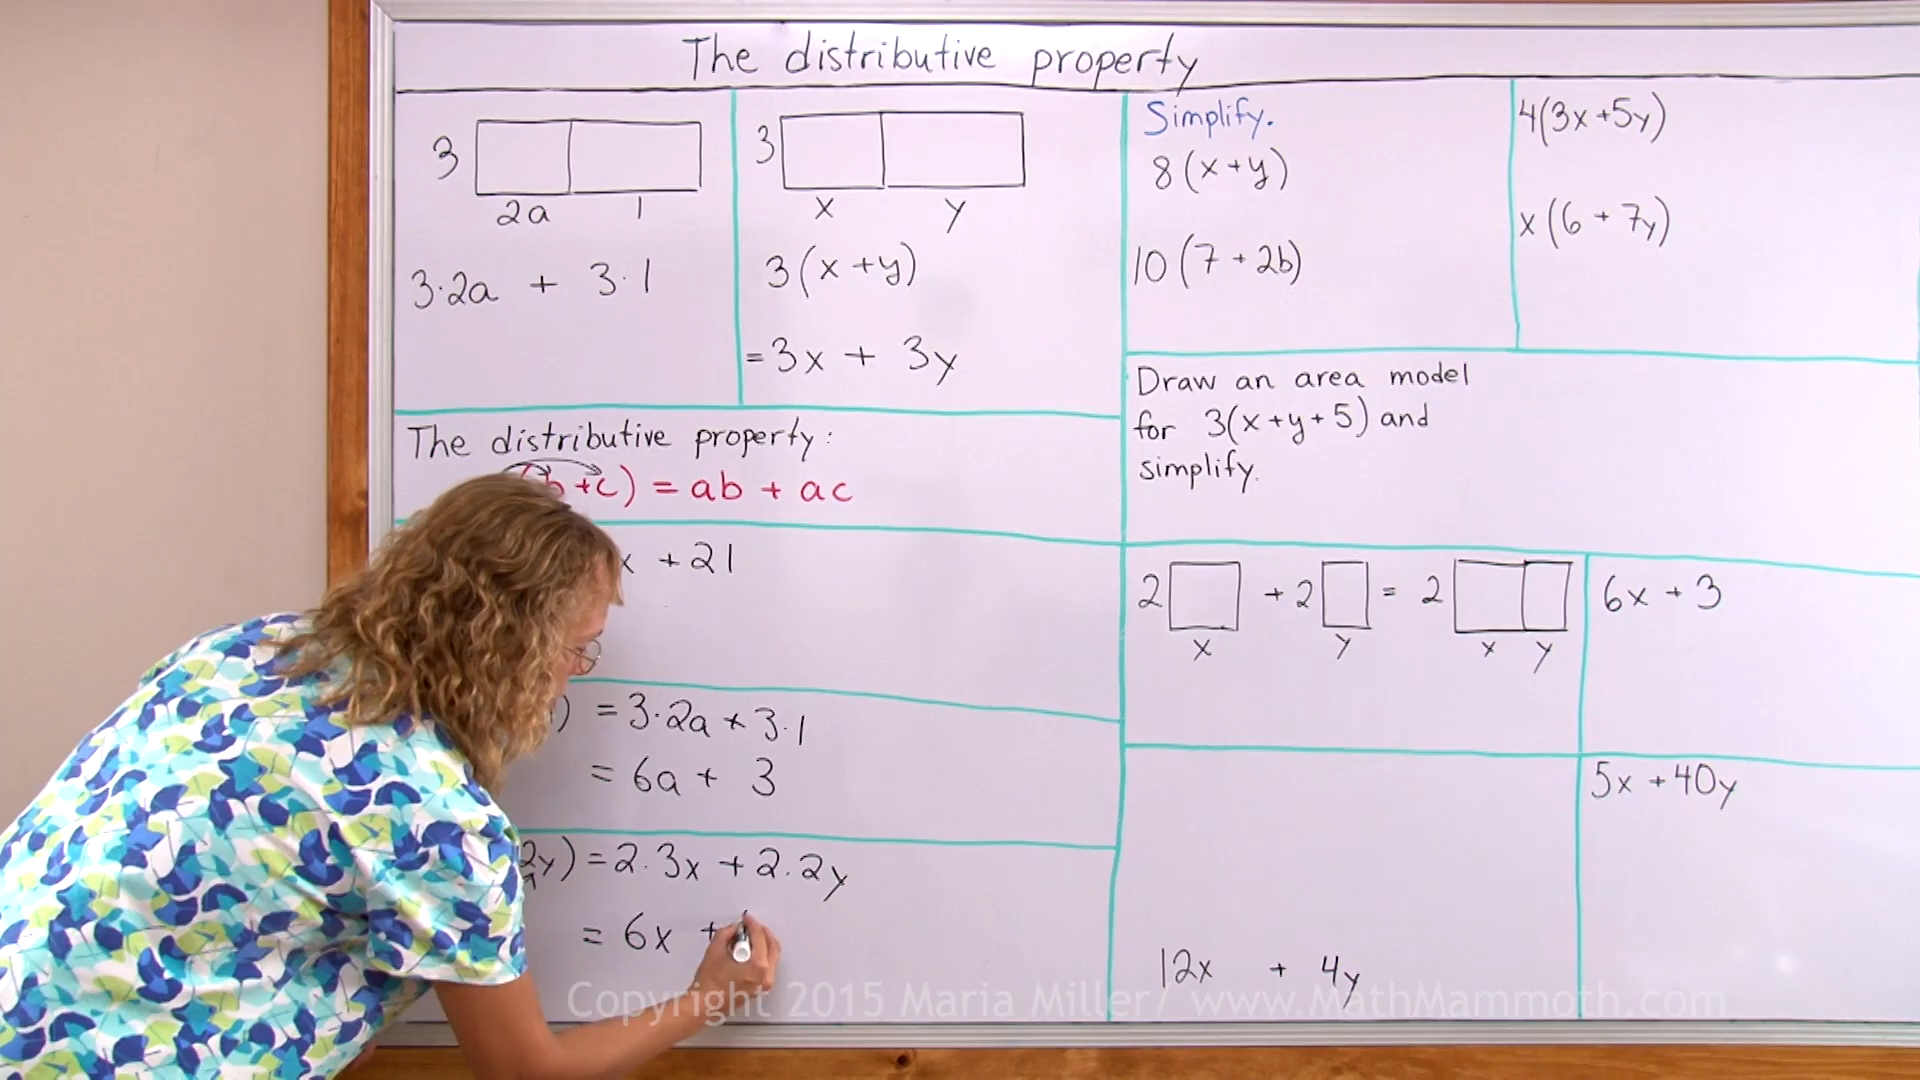 The distributive property
3
2a 1
3·2a + 3·1
3
x y
3(x+y)
= 3x + 3y
The distributive property:
b+c) = ab + ac
x + 21
) = 3·2a + 3·1
= 6a + 3
2y) = 2·3x + 2·2y
= 6x +
Simplify.
8(x+y)
10(7 + 2b)
4(3x+5y)
x(6 + 7y)
Draw an area model
for 3(x+y+5) and
simplify.
2 + 2 = 2
x y x y
6x + 3
12x + 4y
5x + 40y
Copyright 2015 Maria Miller/ www.MathMammoth.com